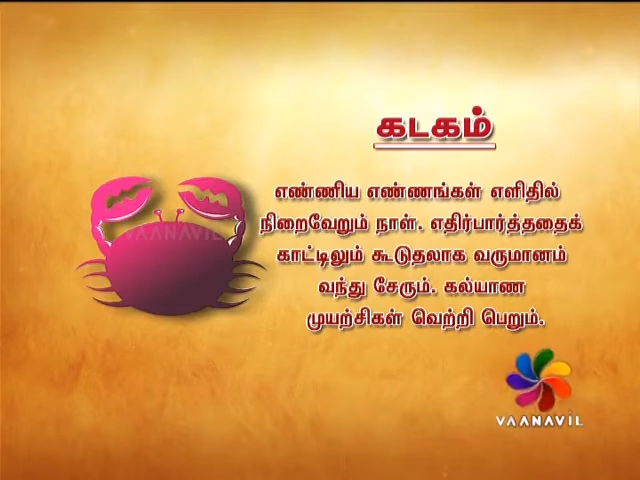 கடகம்
எண்ணிய எண்ணங்கள் எளிதில்
நிறைவேறும் நாள். எதிர்பார்த்ததைக்
காட்டிலும் கூடுதலாக வருமானம்
வந்து சேரும். கல்யாண
முயற்சிகள் வெற்றி பெறும்.
VAANAVIL
VAANAVIL